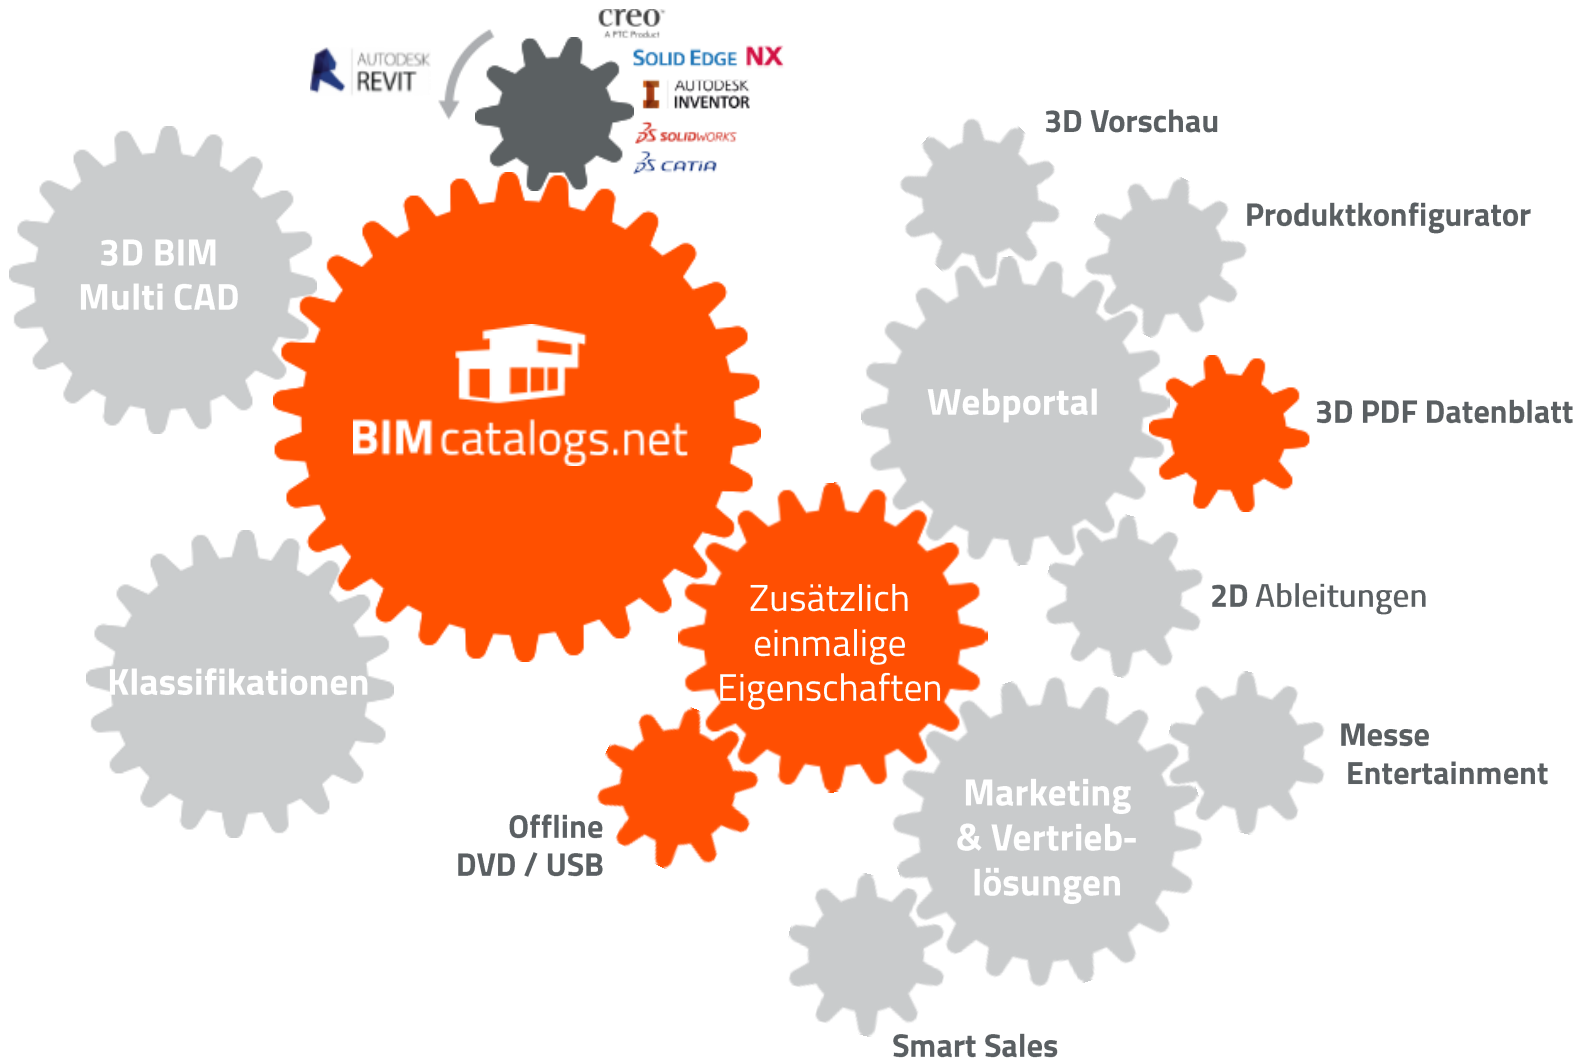 creo
A PTC Product
AUTODESK
REVIT
SOLID EDGE NX
AUTODESK
INVENTOR
SOLIDWORKS
CATIA
3D Vorschau
Produktkonfigurator
3D BIM
Multi CAD
BIMcatalogs.net
Webportal
3D PDF Datenblatt
Zusätzlich
einmalige
Eigenschaften
2D Ableitungen
Klassifikationen
Messe
Entertainment
Offline
DVD / USB
Marketing
& Vertrieb-
lösungen
Smart Sales